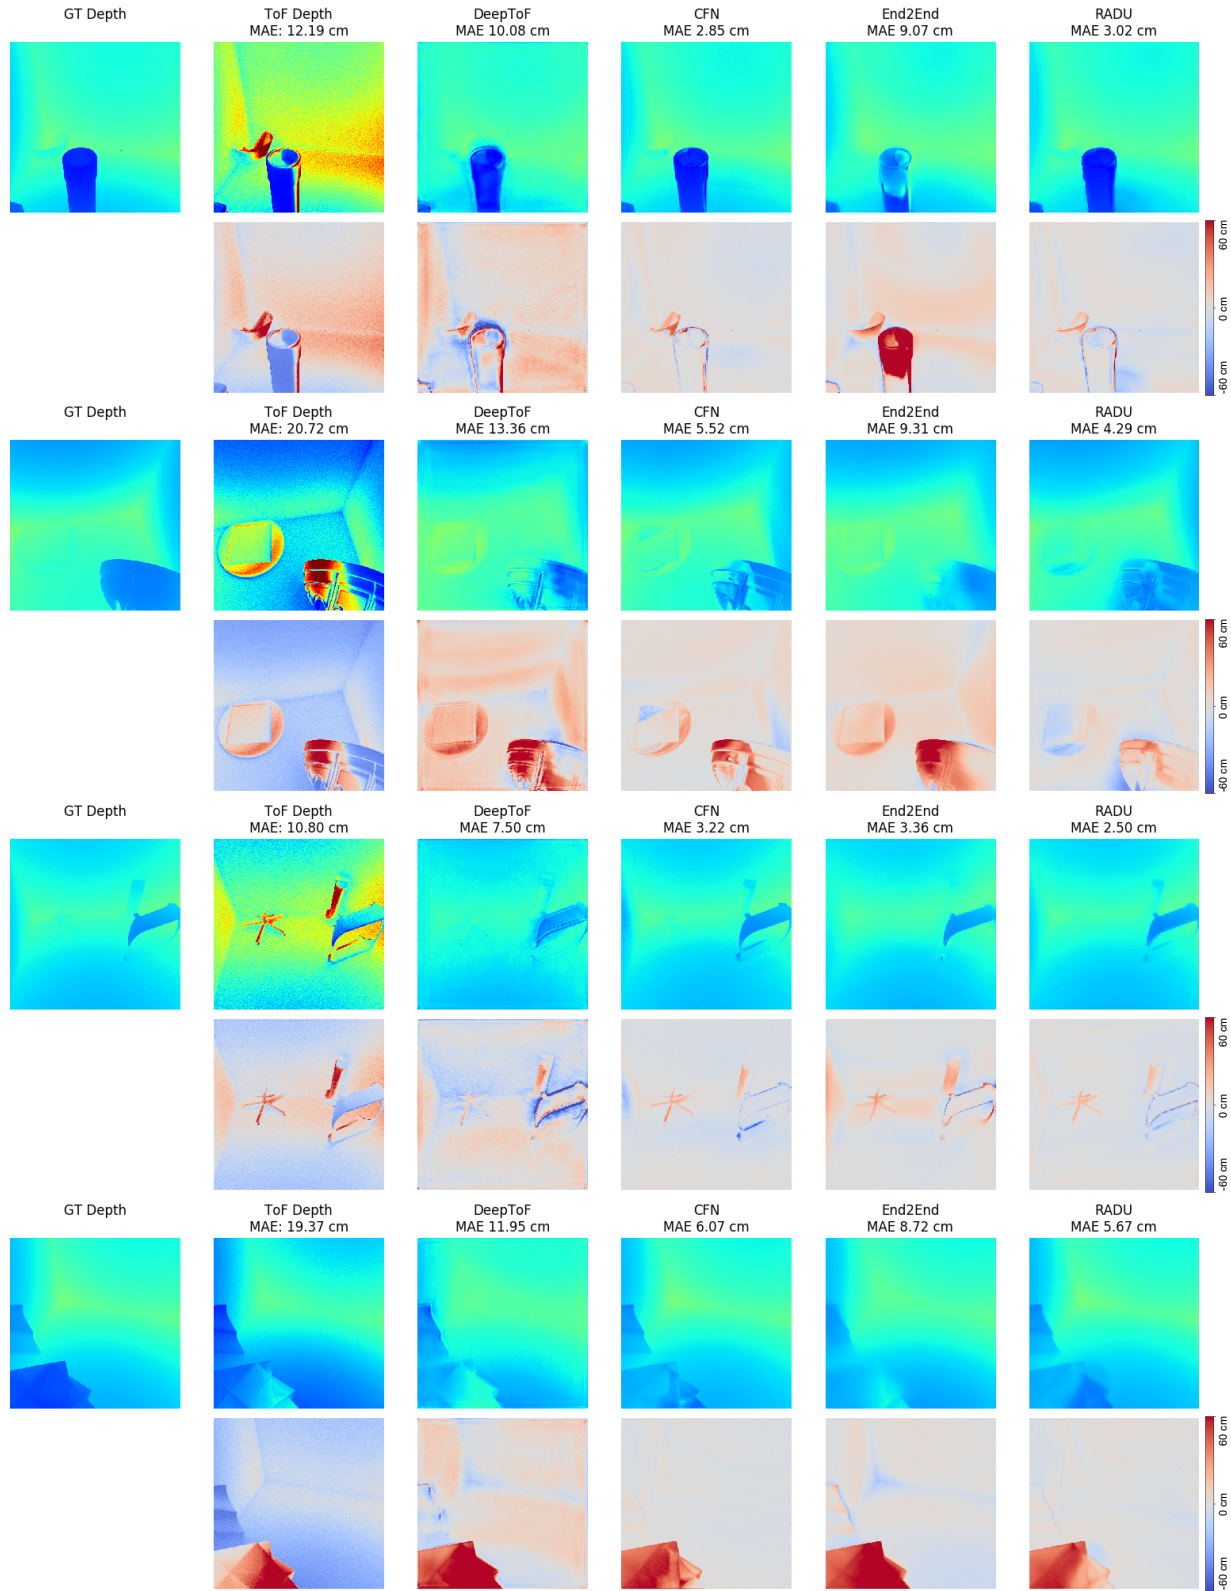 GT Depth
ToF Depth
MAE: 12.19 cm
DeepToF
MAE 10.08 cm
CFN
MAE 2.85 cm
End2End
MAE 9.07 cm
RADU
MAE 3.02 cm
60 cm
0 cm
-60 cm
GT Depth
ToF Depth
MAE: 20.72 cm
DeepToF
MAE 13.36 cm
CFN
MAE 5.52 cm
End2End
MAE 9.31 cm
RADU
MAE 4.29 cm
60 cm
0 cm
-60 cm
GT Depth
ToF Depth
MAE: 10.80 cm
DeepToF
MAE 7.50 cm
CFN
MAE 3.22 cm
End2End
MAE 3.36 cm
RADU
MAE 2.50 cm
60 cm
0 cm
-60 cm
GT Depth
ToF Depth
MAE: 19.37 cm
DeepToF
MAE 11.95 cm
CFN
MAE 6.07 cm
End2End
MAE 8.72 cm
RADU
MAE 5.67 cm
60 cm
0 cm
-60 cm